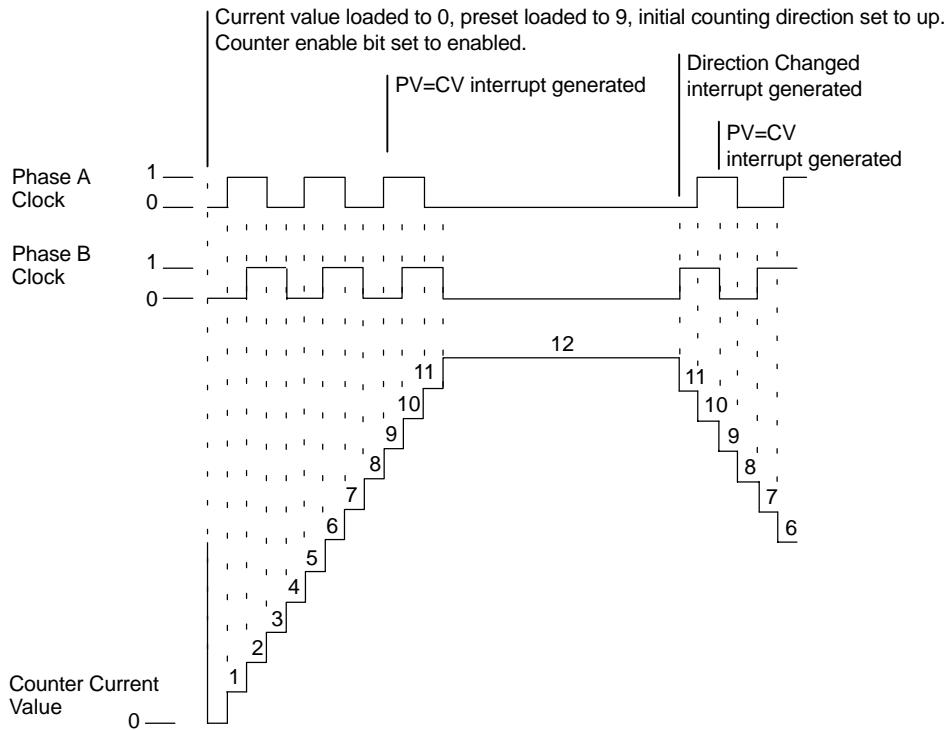 Current value loaded to 0, preset loaded to 9, initial counting direction set to up.
Counter enable bit set to enabled.
PV=CV interrupt generated
Direction Changed
interrupt generated
PV=CV
interrupt generated
Phase A
Clock
1
0
Phase B
Clock
1
0
12
11
11
10
10
9
9
8
8
7
7
6
6
5
4
3
2
1
Counter Current
Value
0